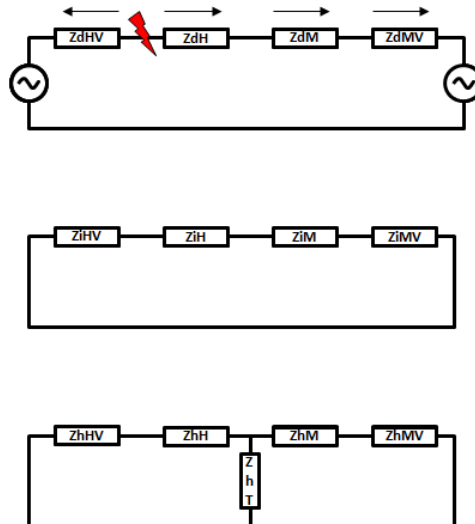 ZdHV ZdH ZdM ZdMV
ZiHV ZiH ZiM ZiMV
ZhHV ZhH ZhM ZhMV
Z
h
T